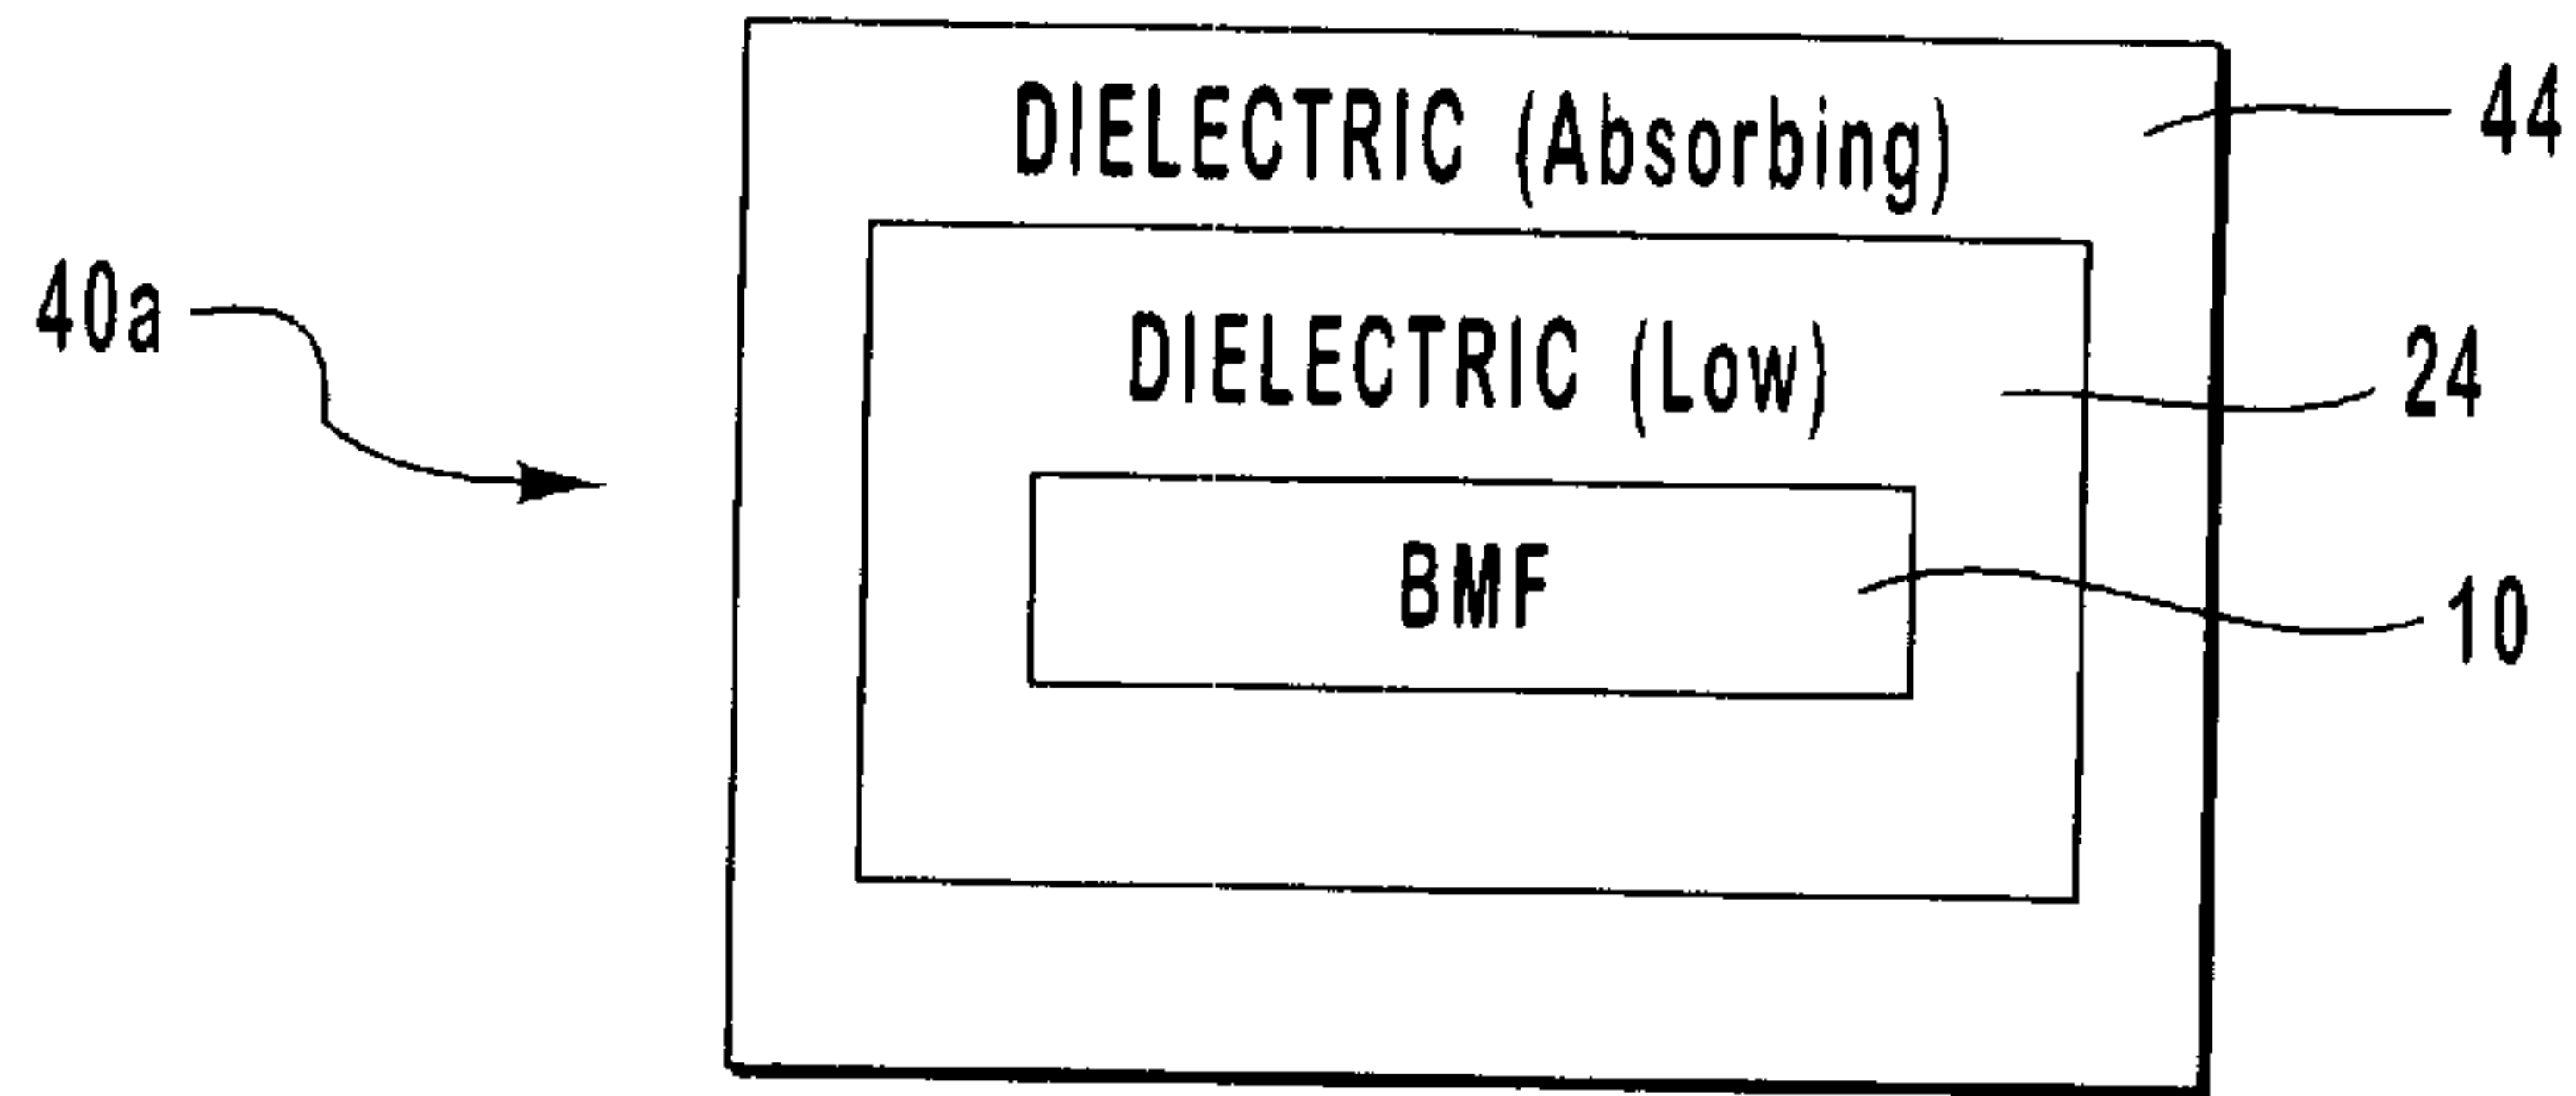 DIELECTRIC (Absorbing)
44
40a
DIELECTRIC (Low)
24
BMF
10